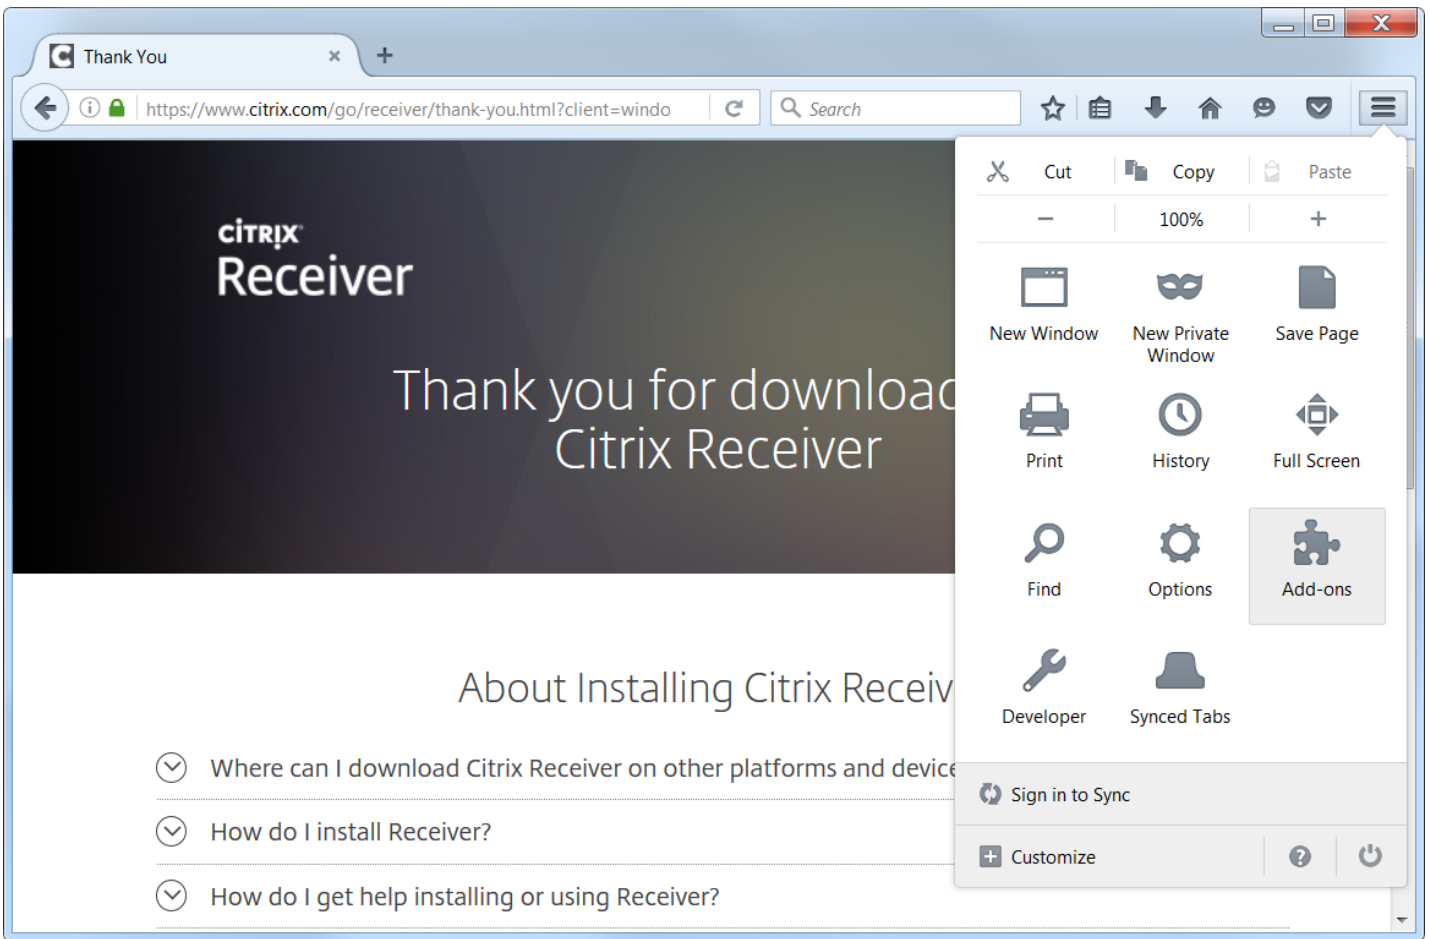 Thank You
https://www.citrix.com/go/receiver/thank-you.html?client=windo
Search
Cut
Copy
Paste
100%
New Window
New Private
Window
Save Page
Print
History
Full Screen
Find
Options
Add-ons
Developer
Synced Tabs
Sign in to Sync
Customize
CİTRIX
Receiver
Thank you for download
Citrix Receiver
About Installing Citrix Receiv
Where can I download Citrix Receiver on other platforms and device
How do I install Receiver?
How do I get help installing or using Receiver?